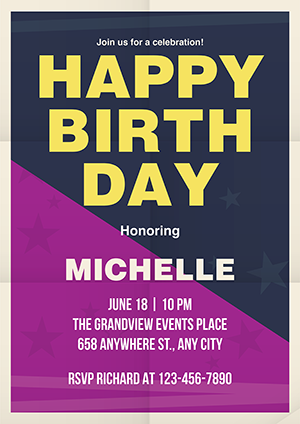 Join us for a celebration!
HAPPY
BIRTH
DAY
Honoring
MICHELLE
JUNE 18 | 10 PM
THE GRANDVIEW EVENTS PLACE
658 ANYWHERE ST., ANY CITY
RSVP RICHARD AT 123-456-7890